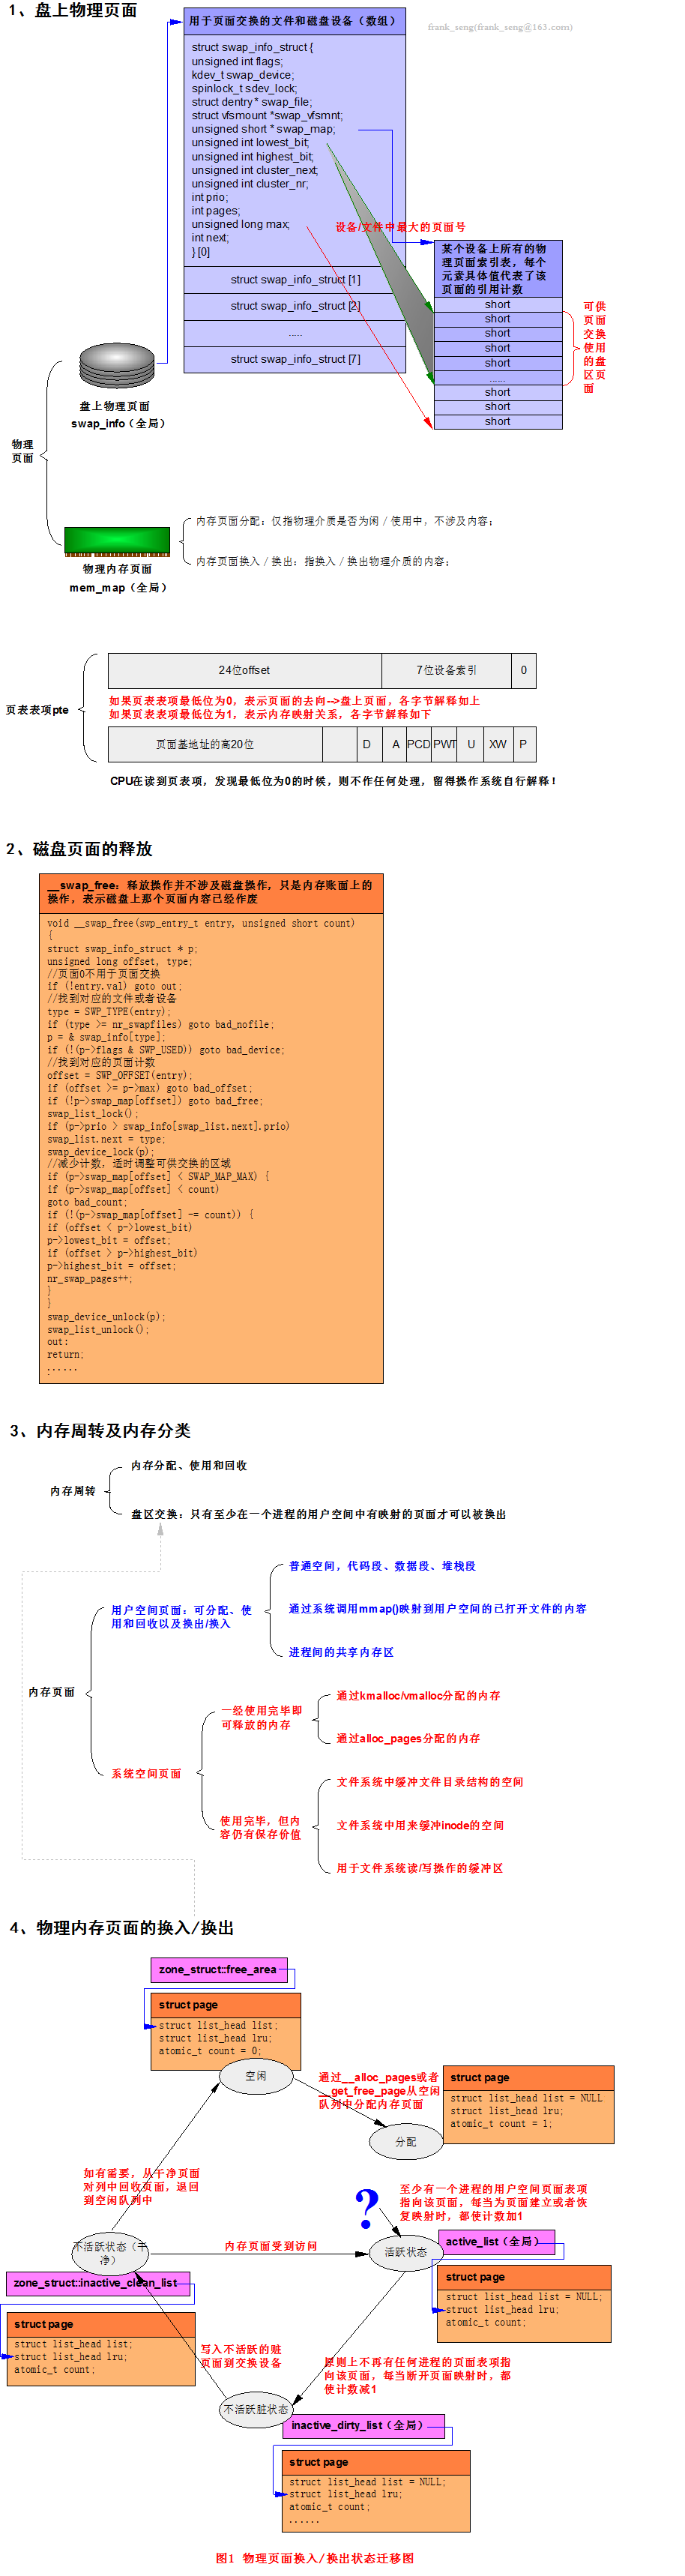 1、盘上物理页面
frank_seng(frank_seng@163.com)
用于页面交换的文件和磁盘设备（数组）
struct swap_info_struct {
unsigned int flags;
kdev_t swap_device;
spinlock_t sdev_lock;
struct dentry* swap_file;
struct vfsmount *swap_vfsmnt;
unsigned short * swap_map;
unsigned int lowest_bit;
unsigned int highest_bit;
unsigned int cluster_next;
unsigned int cluster_nr;
int prio;
int pages;
unsigned long max;
int next;
} [0]
struct swap_info_struct [1]
struct swap_info_struct [2]
.....
struct swap_info_struct [7]
设备/文件中最大的页面号
某个设备上所有的物
理页面索引表，每个
元素具体值代表了该
页面的引用计数
short
short
short
short
short
......
short
short
short
可供
页面
交换
使用
的盘
区页
面
盘上物理页面
swap_info（全局）
物理
页面
物理内存页面
mem_map（全局）
内存页面分配：仅指物理介质是否为闲／使用中，不涉及内容；
内存页面换入／换出：指换入／换出物理介质的内容；
页表表项pte
24位offset
7位设备索引
0
如果页表表项最低位为0，表示页面的去向-->盘上页面，各字节解释如上
如果页表表项最低位为1，表示内存映射关系，各字节解释如下
页面基地址的高20位
D
A
PCD
PWT
U
XW
P
CPU在读到页表项，发现最低位为0的时候，则不作任何处理，留得操作系统自行解释！
2、磁盘页面的释放
__swap_free：释放操作并不涉及磁盘操作，只是内存账面上的
操作，表示磁盘上那个页面内容已经作废
void __swap_free(swp_entry_t entry, unsigned short count)
{
struct swap_info_struct * p;
unsigned long offset, type;
//页面0不用于页面交换
if (!entry.val) goto out;
//找到对应的文件或者设备
type = SWP_TYPE(entry);
if (type >= nr_swapfiles) goto bad_nofile;
p = & swap_info[type];
if (!(p->flags & SWP_USED)) goto bad_device;
//找到对应的页面计数
offset = SWP_OFFSET(entry);
if (offset >= p->max) goto bad_offset;
if (!p->swap_map[offset]) goto bad_free;
swap_list_lock();
if (p->prio > swap_info[swap_list.next].prio)
swap_list.next = type;
swap_device_lock(p);
//减少计数，适时调整可供交换的区域
if (p->swap_map[offset] < SWAP_MAP_MAX) {
if (p->swap_map[offset] < count)
goto bad_count;
if (!(p->swap_map[offset] -= count)) {
if (offset < p->lowest_bit)
p->lowest_bit = offset;
if (offset > p->highest_bit)
p->highest_bit = offset;
nr_swap_pages++;
}
}
swap_device_unlock(p);
swap_list_unlock();
out:
return;
......
3、内存周转及内存分类
内存周转
内存分配、使用和回收
盘区交换：只有至少在一个进程的用户空间中有映射的页面才可以被换出
内存页面
用户空间页面：可分配、使
用和回收以及换出/换入
普通空间，代码段、数据段、堆栈段
通过系统调用mmap()映射到用户空间的已打开文件的内容
进程间的共享内存区
系统空间页面
一经使用完毕即
可释放的内存
通过kmalloc/vmalloc分配的内存
通过alloc_pages分配的内存
使用完毕，但内
容仍有保存价值
文件系统中缓冲文件目录结构的空间
文件系统中用来缓冲inode的空间
用于文件系统读/写操作的缓冲区
4、物理内存页面的换入/换出
zone_struct::free_area
struct page
struct list_head list;
struct list_head lru;
atomic_t count = 0;
空闲
通过__alloc_pages或者
__get_free_page从空闲
队列中分配内存页面
struct page
struct list_head list = NULL
struct list_head lru;
atomic_t count = 1;
分配
如有需要，从干净页面
对列中回收页面，退回
到空闲队列中
?
至少有一个进程的用户空间页面表项
指向该页面，每当为页面建立或者恢
复映射时，都使计数加1
不活跃状态（干
净）
内存页面受到访问
活跃状态
active_list（全局）
struct page
struct list_head list = NULL;
struct list_head lru;
atomic_t count;
zone_struct::inactive_clean_list
struct page
struct list_head list;
struct list_head lru;
atomic_t count;
写入不活跃的脏
页面到交换设备
原则上不再有任何进程的页面表项指
向该页面，每当断开页面映射时，都
使计数减1
不活跃脏状态
inactive_dirty_list（全局）
struct page
struct list_head list = NULL;
struct list_head lru;
atomic_t count;
......
图1 物理页面换入/换出状态迁移图